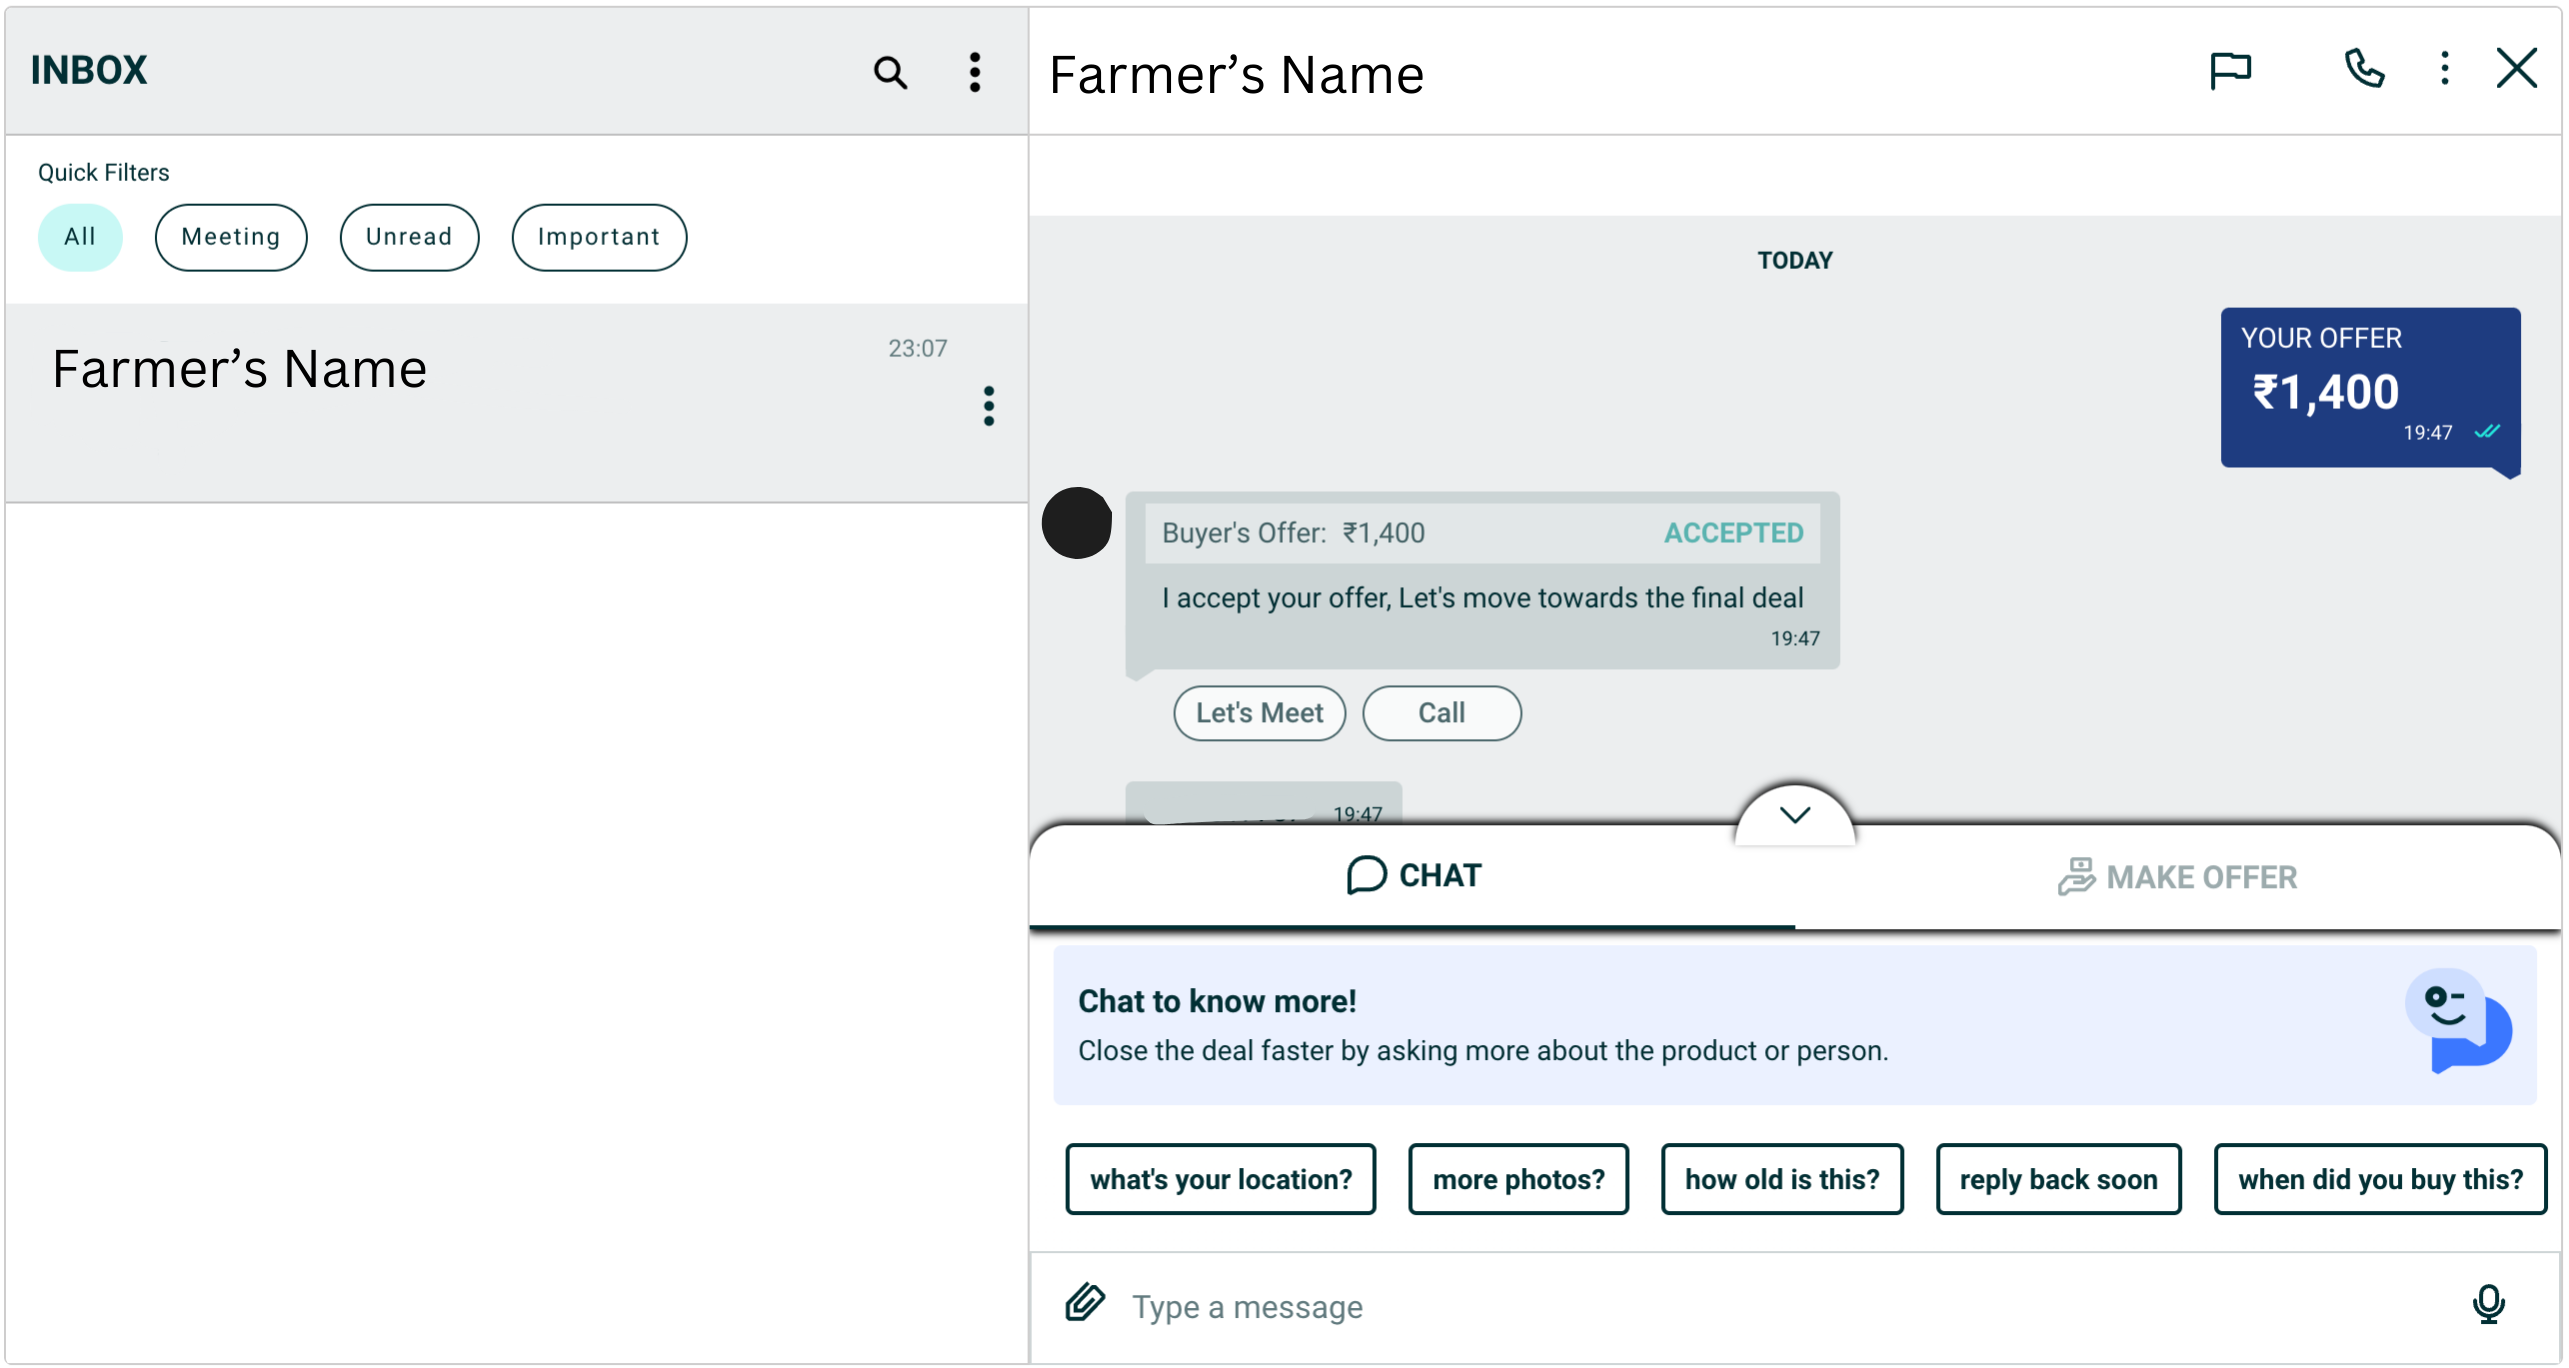 INBOX
Quick Filters
All
Meeting
Unread
Important
Farmer's Name
23:07
Farmer's Name
TODAY
YOUR OFFER
₹1,400
19:47
Buyer's Offer: ₹1,400 ACCEPTED
I accept your offer, Let's move towards the final deal
19:47
Let's Meet
Call
19:47
CHAT
MAKE OFFER
Chat to know more!
Close the deal faster by asking more about the product or person.
what's your location?
more photos?
how old is this?
reply back soon
when did you buy this?
Type a message